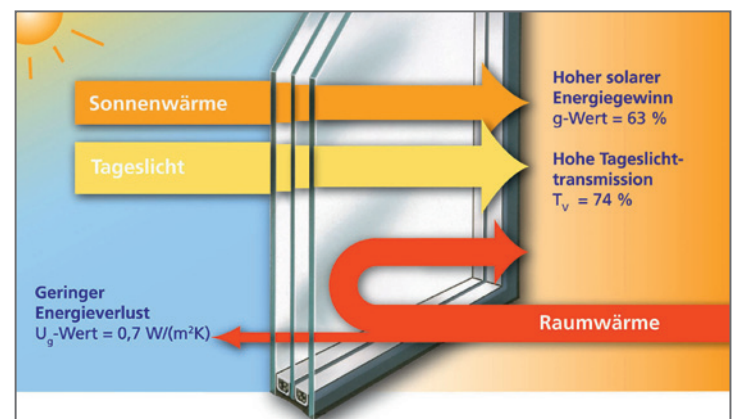 Sonnenwärme
Hoher solarer
Energiegewinn
g-Wert = 63 %
Tageslicht
Hohe Tageslicht-
transmission
Tv = 74 %
Geringer
Energieverlust
Ug-Wert = 0,7 W/(m²K)
Raumwärme